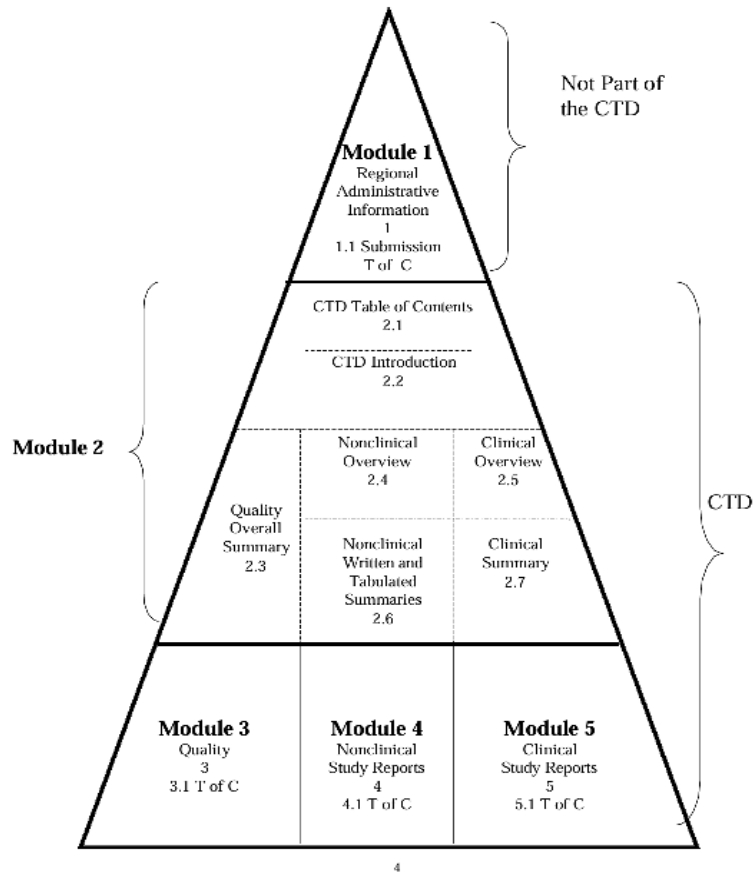 Not Part of
the CTD
Module 1
Regional
Administrative
Information
1
1.1 Submission
T of C
CTD Table of Contents
2.1
CTD Introduction
2.2
Module 2
Nonclinical
Overview
2.4
Clinical
Overview
2.5
Quality
Overall
Summary
2.3
Nonclinical
Written and
Tabulated
Summaries
2.6
Clinical
Summary
2.7
CTD
Module 3
Quality
3
3.1 T of C
Module 4
Nonclinical
Study Reports
4
4.1 T of C
Module 5
Clinical
Study Reports
5
5.1 T of C
4